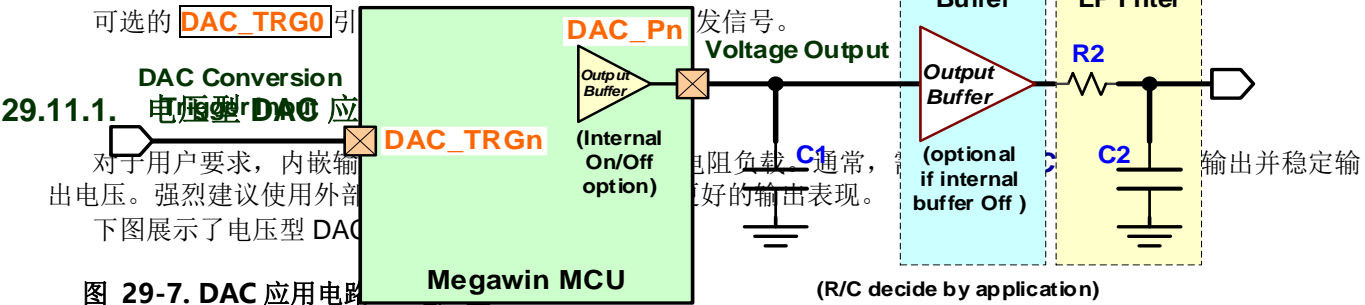 可选的 DAC_TRG0 引
发信号。
Buffer
DAC_Pn
Voltage Output
R2
DAC Conversion
Trigger Input
Output
Buffer
Output
Buffer
29.11.1. 电压型 DAC 应
DAC_TRGn
(Internal
On/Off
option)
对于用户要求，内嵌输
电阻负载。通常，需
C1
(optional
if internal
buffer Off )
C2
输出并稳定输
出电压。强烈建议使用外部
更好的输出表现。
下图展示了电压型 DAC
Megawin MCU
图 29-7. DAC 应用电路
(R/C decide by application)